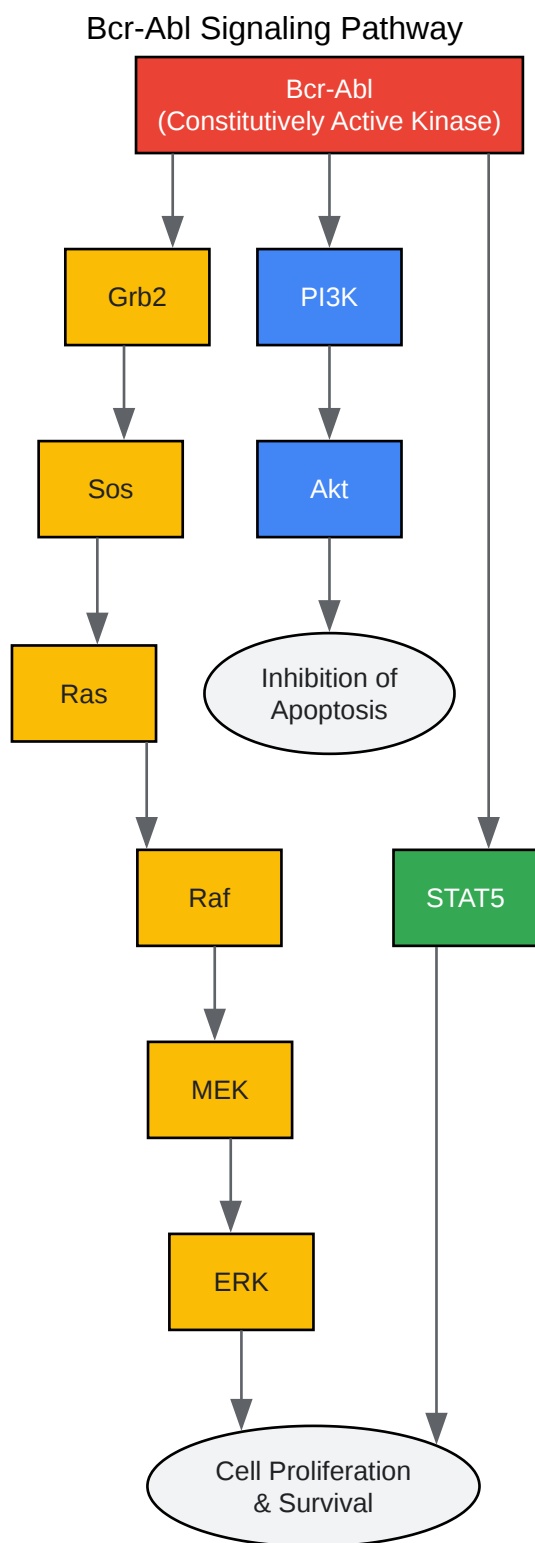 Bcr-Abl Signaling Pathway
Bcr-Abl
(Constitutively Active Kinase)
Grb2
PI3K
Sos
Akt
Ras
Inhibition of
Apoptosis
Raf
STAT5
MEK
ERK
Cell Proliferation
& Survival